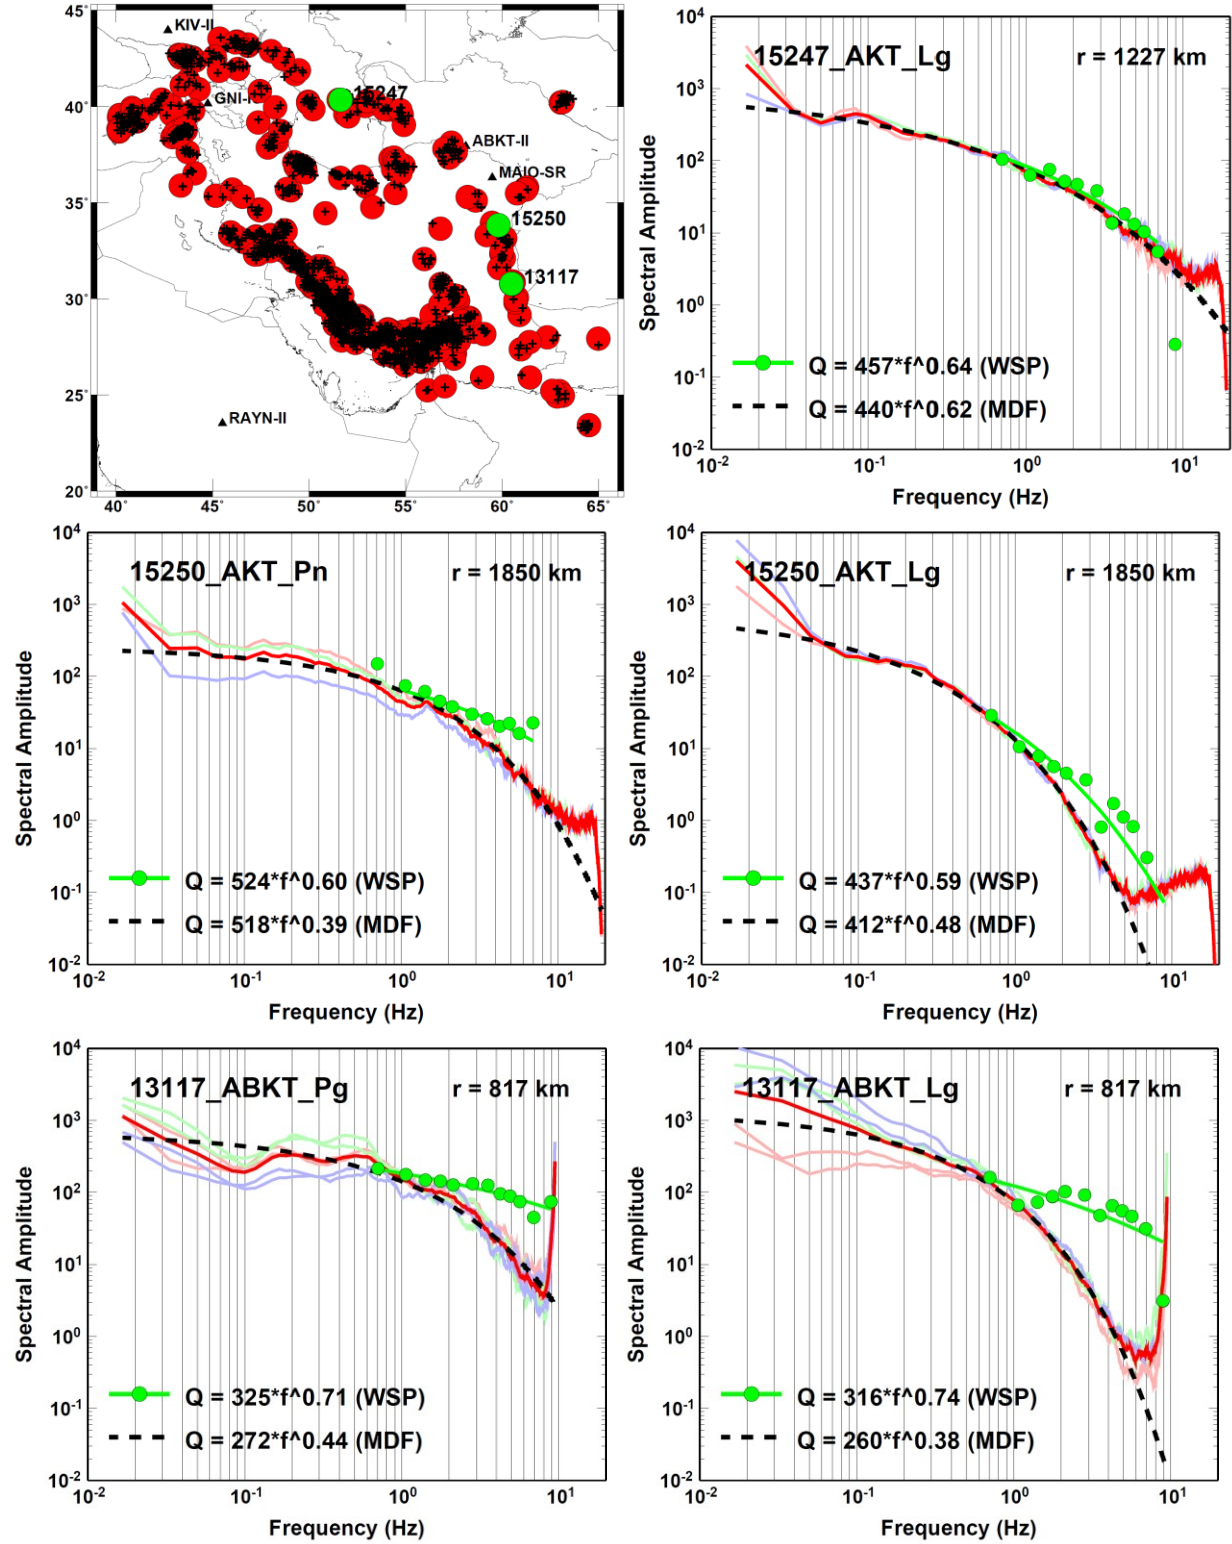 45°
40°
35°
30°
25°
20°
40°
45°
50°
55°
60°
65°
KIV-II
GNI-I
15247
ABKT-II
MAIO-SR
15250
13117
RAYN-II
15247_AKT_Lg
r = 1227 km
Spectral Amplitude
10^4
10^3
10^2
10^1
10^0
10^-1
10^-2
Q = 457*f^0.64 (WSP)
Q = 440*f^0.62 (MDF)
10^-2
10^-1
10^0
10^1
Frequency (Hz)
15250_AKT_Pn
r = 1850 km
Spectral Amplitude
10^4
10^3
10^2
10^1
10^0
10^-1
10^-2
Q = 524*f^0.60 (WSP)
Q = 518*f^0.39 (MDF)
10^-2
10^-1
10^0
10^1
Frequency (Hz)
15250_AKT_Lg
r = 1850 km
Spectral Amplitude
10^4
10^3
10^2
10^1
10^0
10^-1
10^-2
Q = 437*f^0.59 (WSP)
Q = 412*f^0.48 (MDF)
10^-2
10^-1
10^0
10^1
Frequency (Hz)
13117_ABKT_Pg
r = 817 km
Spectral Amplitude
10^4
10^3
10^2
10^1
10^0
10^-1
10^-2
Q = 325*f^0.71 (WSP)
Q = 272*f^0.44 (MDF)
10^-2
10^-1
10^0
10^1
Frequency (Hz)
13117_ABKT_Lg
r = 817 km
Spectral Amplitude
10^4
10^3
10^2
10^1
10^0
10^-1
10^-2
Q = 316*f^0.74 (WSP)
Q = 260*f^0.38 (MDF)
10^-2
10^-1
10^0
10^1
Frequency (Hz)